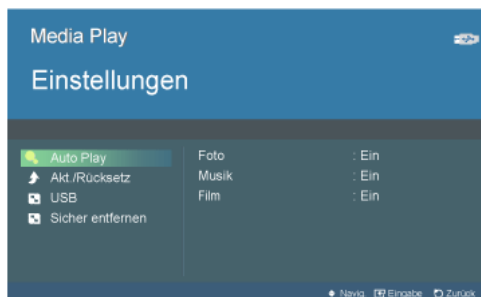 Media Play
Einstellungen
Auto Play
Foto : Ein
Akt./Rücksetz
Musik : Ein
USB
Film : Ein
Sicher entfernen
Navig. Eingabe Zurück